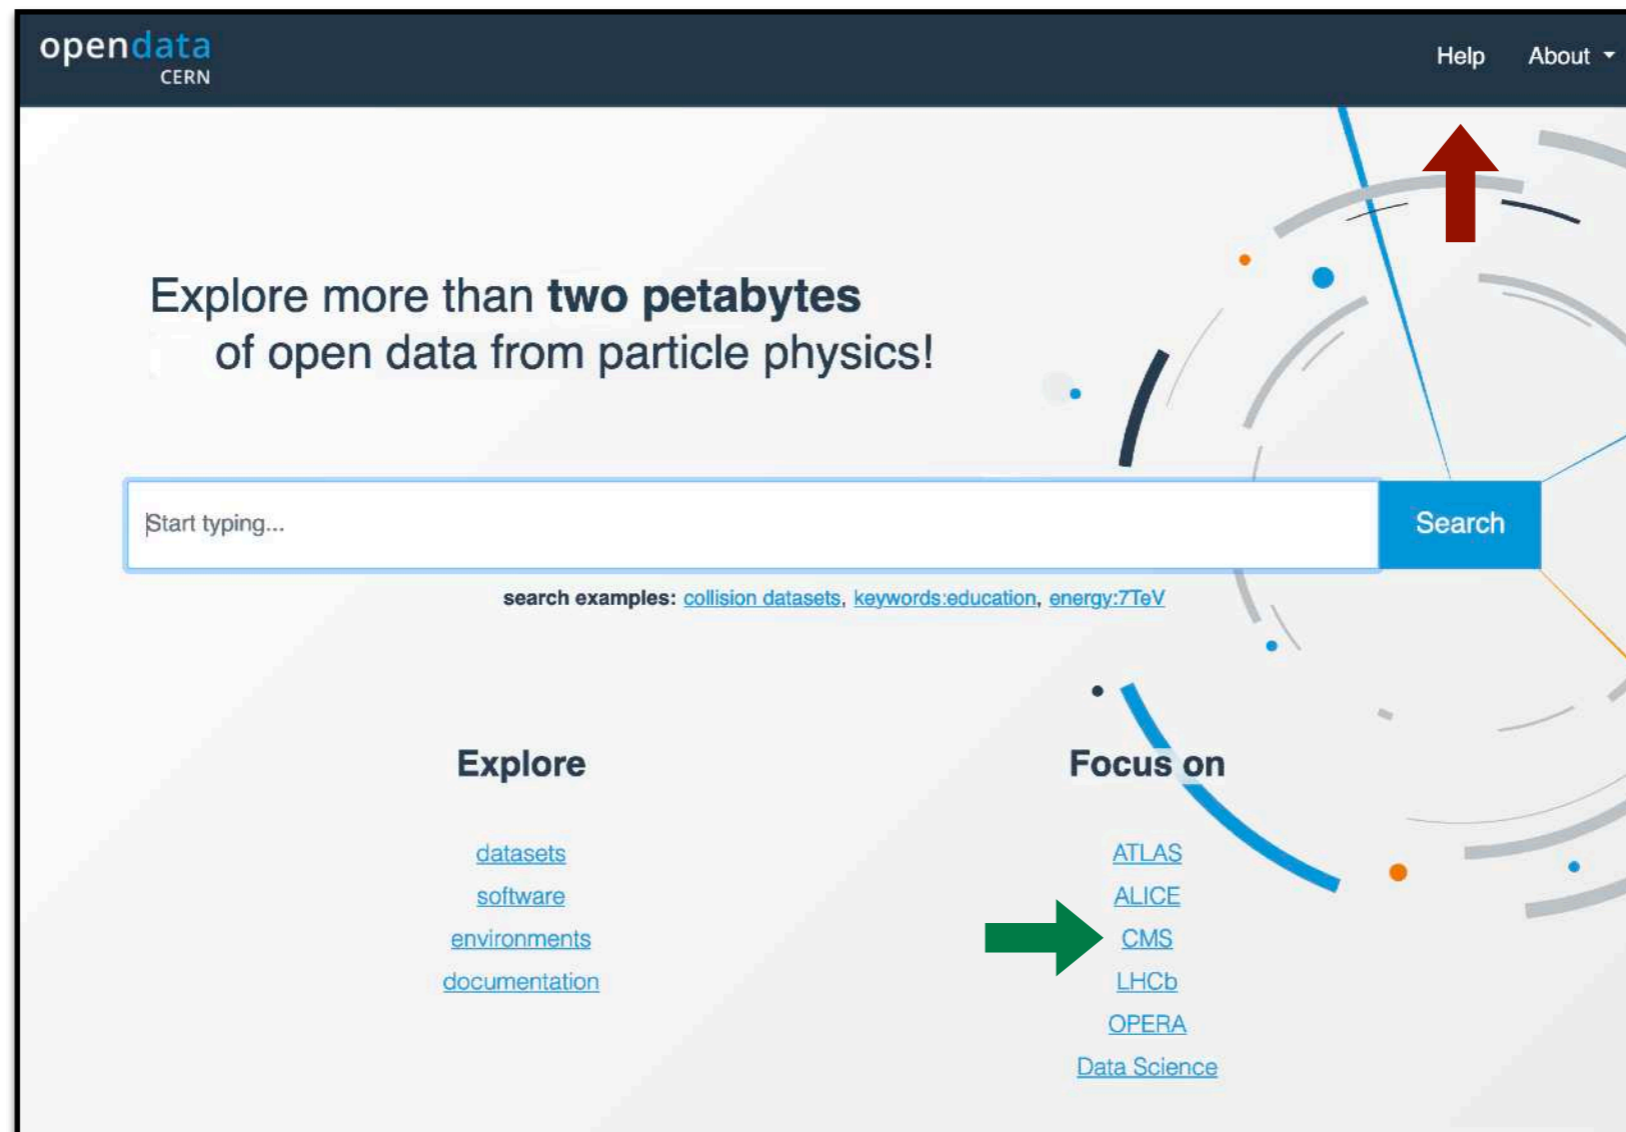 opendata
CERN
Help About
Explore more than two petabytes
of open data from particle physics!
Start typing...
Search
search examples: collision datasets, keywords:education, energy:7TeV
Explore
datasets
software
environments
documentation
Focus on
ATLAS
ALICE
CMS
LHCb
OPERA
Data Science